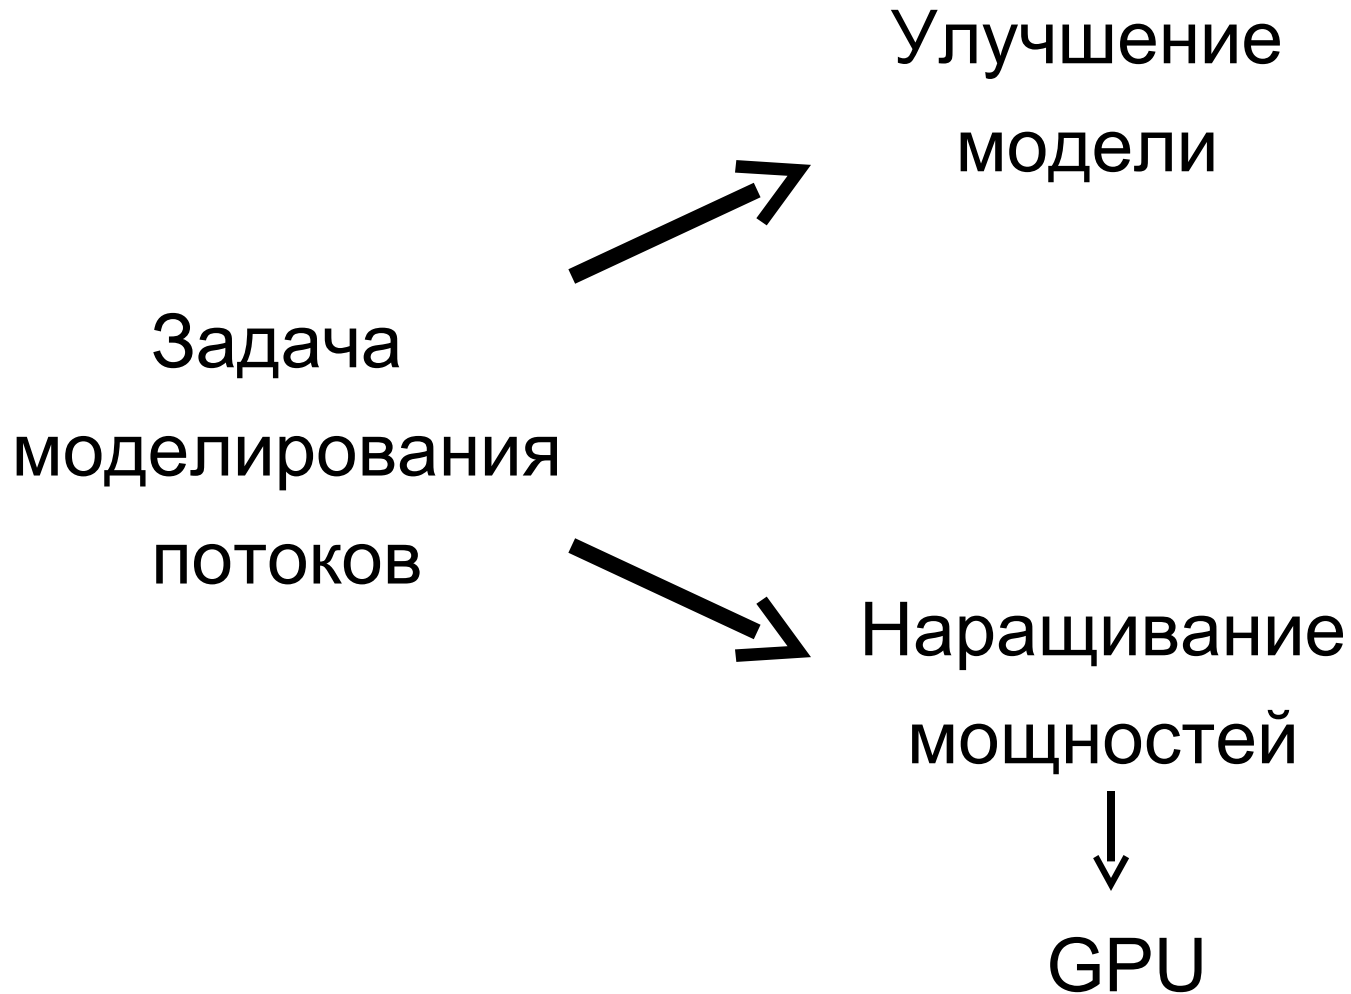 Улучшение
модели
Задача
моделирования
потоков
Наращивание
мощностей
GPU